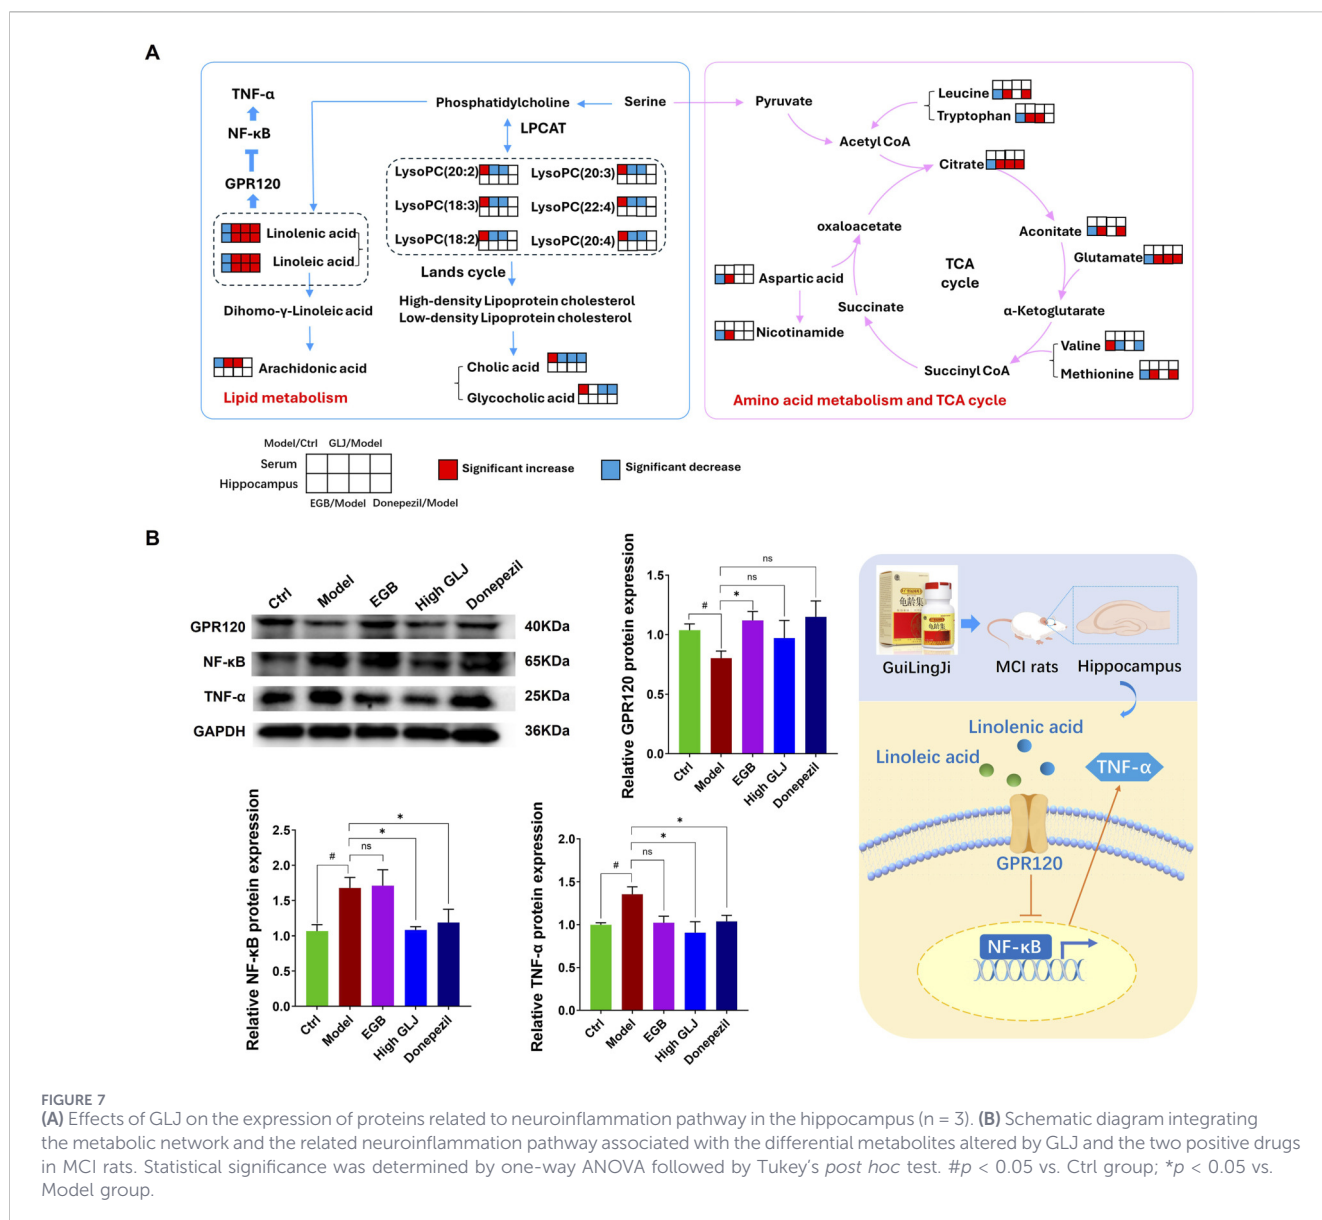 A
TNF-α
NF-κB
GPR120
Linolenic acid
Linoleic acid
Dihomo-γ-Linoleic acid
Arachidonic acid
Lipid metabolism
Phosphatidylcholine
Serine
LPCAT
LysoPC(20:2)
LysoPC(20:3)
LysoPC(18:3)
LysoPC(22:4)
LysoPC(18:2)
LysoPC(20:4)
Lands cycle
High-density Lipoprotein cholesterol
Low-density Lipoprotein cholesterol
Cholic acid
Glycocholic acid
Pyruvate
Leucine
Tryptophan
Acetyl CoA
Citrate
oxaloacetate
Aconitate
Glutamate
TCA
cycle
Aspartic acid
Nicotinamide
Succinate
α-Ketoglutarate
Valine
Methionine
Succinyl CoA
Amino acid metabolism and TCA cycle
Model/Ctrl GLJ/Model
Serum
Hippocampus
EGB/Model Donepezil/Model
Significant increase
Significant decrease
B
Ctrl
Model
EGB
High GLJ
Donepezil
GPR120 40KDa
NF-κB 65KDa
TNF-α 25KDa
GAPDH 36KDa
Relative GPR120 protein expression
1.5
1.0
0.5
0.0
#
*
ns
ns
Ctrl
Model
EGB
High GLJ
Donepezil
Relative NF-κB protein expression
2.5
2.0
1.5
1.0
0.5
0.0
#
ns
*
*
Ctrl
Model
EGB
High GLJ
Donepezil
Relative TNF-α protein expression
2.0
1.5
1.0
0.5
0.0
#
ns
*
*
Ctrl
Model
EGB
High GLJ
Donepezil
龟龄集
龟龄集
GuiLingJi
MCI rats
Hippocampus
Linolenic acid
Linoleic acid
TNF-α
GPR120
NF-κB
FIGURE 7
(A) Effects of GLJ on the expression of proteins related to neuroinflammation pathway in the hippocampus (n = 3). (B) Schematic diagram integrating
the metabolic network and the related neuroinflammation pathway associated with the differential metabolites altered by GLJ and the two positive drugs
in MCI rats. Statistical significance was determined by one-way ANOVA followed by Tukey's post hoc test. #p < 0.05 vs. Ctrl group; *p < 0.05 vs.
Model group.